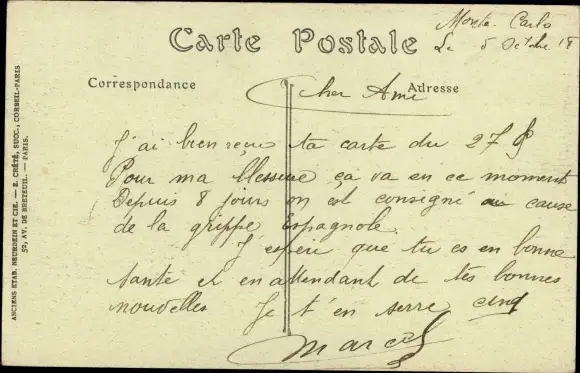 Monte-Carlo
Le 5 Octobre 18
Carte Postale
Correspondance
Adresse
Cher Ami
J'ai bien reçue ta carte du 27
Pour ma blessure ça va en ce moment
Depuis 8 jours on est consigné au cause
de la grippe Espagnole.
J'espère que tu es en bonne
santé et en attendant de tes bonnes
nouvelles Je t'en serre cinq
Marcel
ANCIENS ETAB. NEURDEIN ET CIE. — E. CRÉTÉ, SUCC., CORBEIL-PARIS
52, AV. DE BRETEUIL. — PARIS.